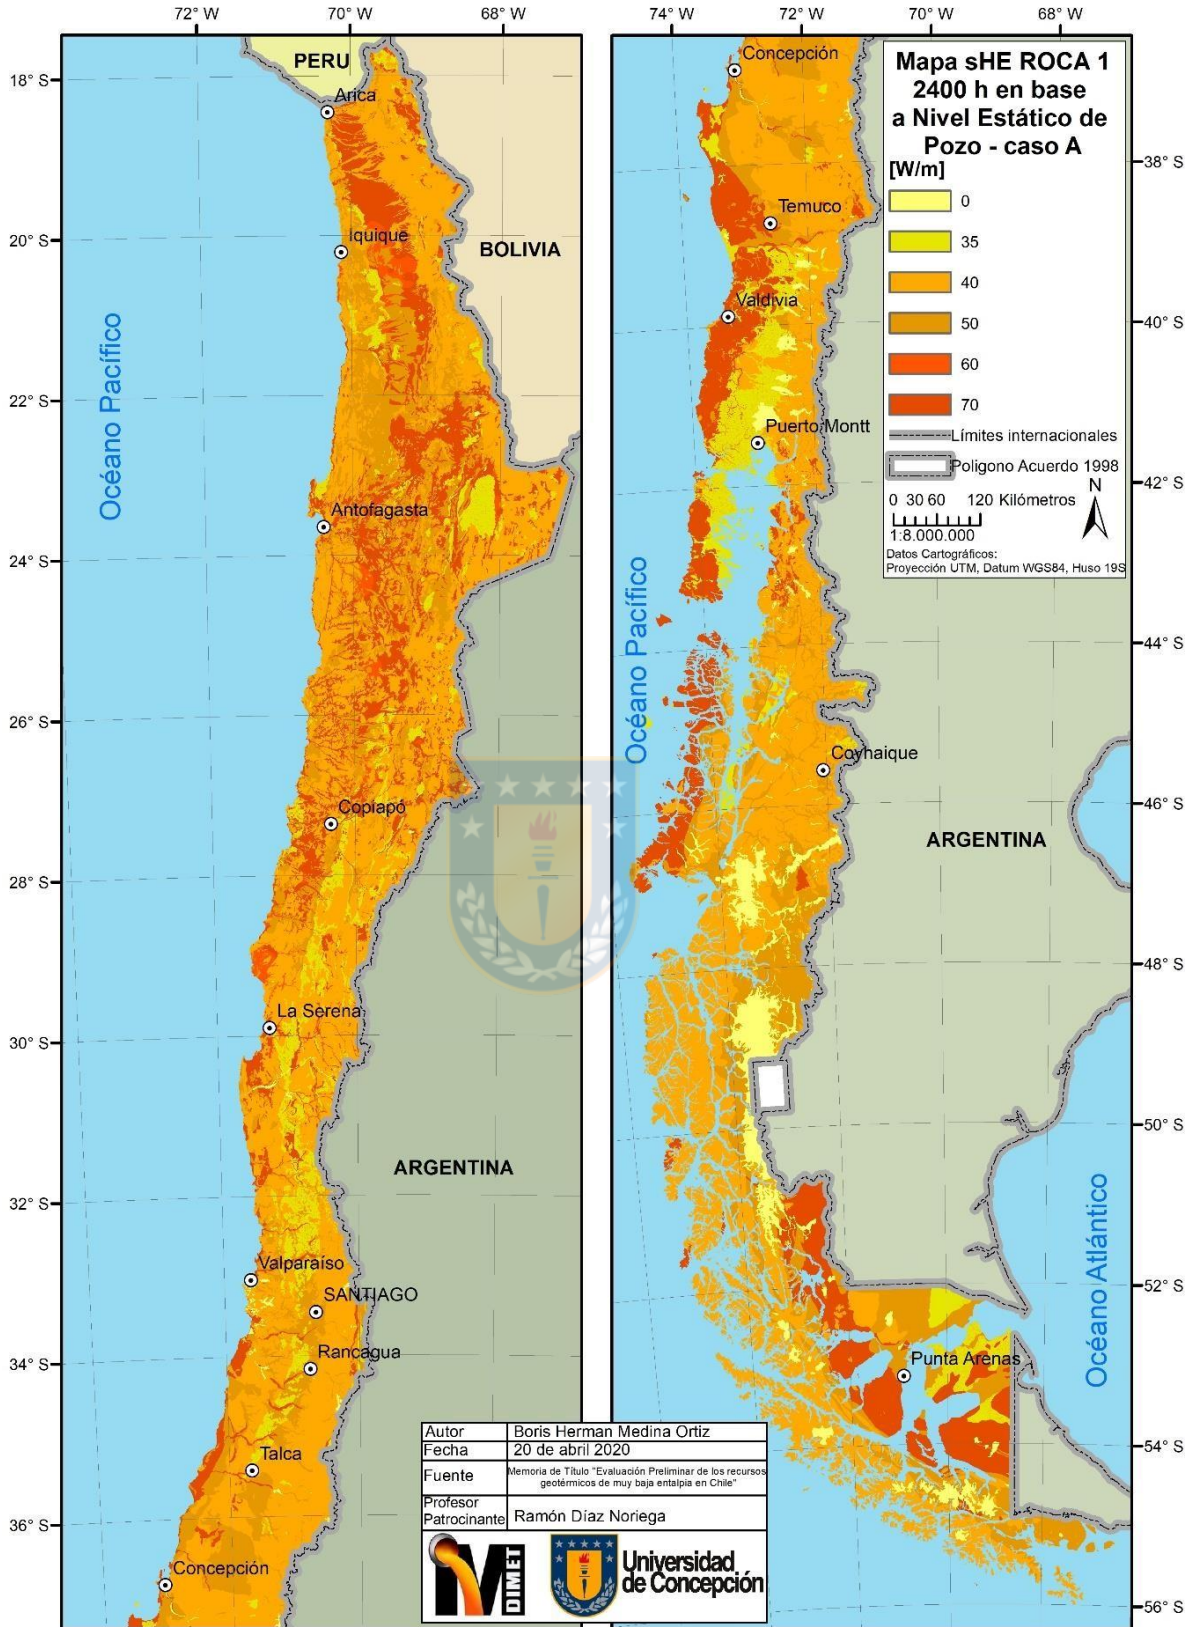 72° W
70° W
68° W
74° W
72° W
70° W
68° W
18° S
20° S
22° S
24° S
26° S
28° S
30° S
32° S
34° S
36° S
PERU
Arica
Iquique
BOLIVIA
Océano Pacífico
Antofagasta
Copiapó
La Serena
ARGENTINA
Valparaíso
SANTIAGO
Rancagua
Talca
Concepción
Concepción
Temuco
Valdivia
Puerto Montt
Océano Pacífico
Coyhaique
ARGENTINA
Punta Arenas
Océano Atlántico
38° S
40° S
42° S
44° S
46° S
48° S
50° S
52° S
54° S
56° S
Mapa sHE ROCA 1
2400 h en base
a Nivel Estático de
Pozo - caso A
[W/m]
0
35
40
50
60
70
Límites internacionales
Poligono Acuerdo 1998
N
0 30 60 120 Kilómetros
1:8.000.000
Datos Cartográficos:
Proyección UTM, Datum WGS84, Huso 19S
Autor Boris Herman Medina Ortiz
Fecha 20 de abril 2020
Fuente Memoria de Título "Evaluación Preliminar de los recursos
geotérmicos de muy baja entalpia en Chile"
Profesor
Patrocinante Ramón Díaz Noriega
IM DIMET
Universidad
de Concepción